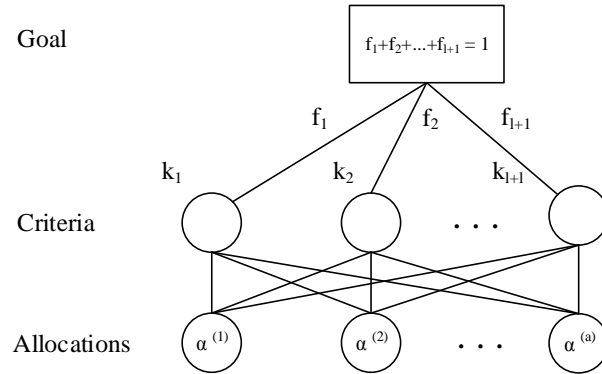 Goal
f₁+f₂+...+fₗ₊₁ = 1
f₁ f₂ fₗ₊₁
k₁ k₂ kₗ₊₁
Criteria . . .
Allocations α⁽¹⁾ α⁽²⁾ . . . α⁽ᵃ⁾